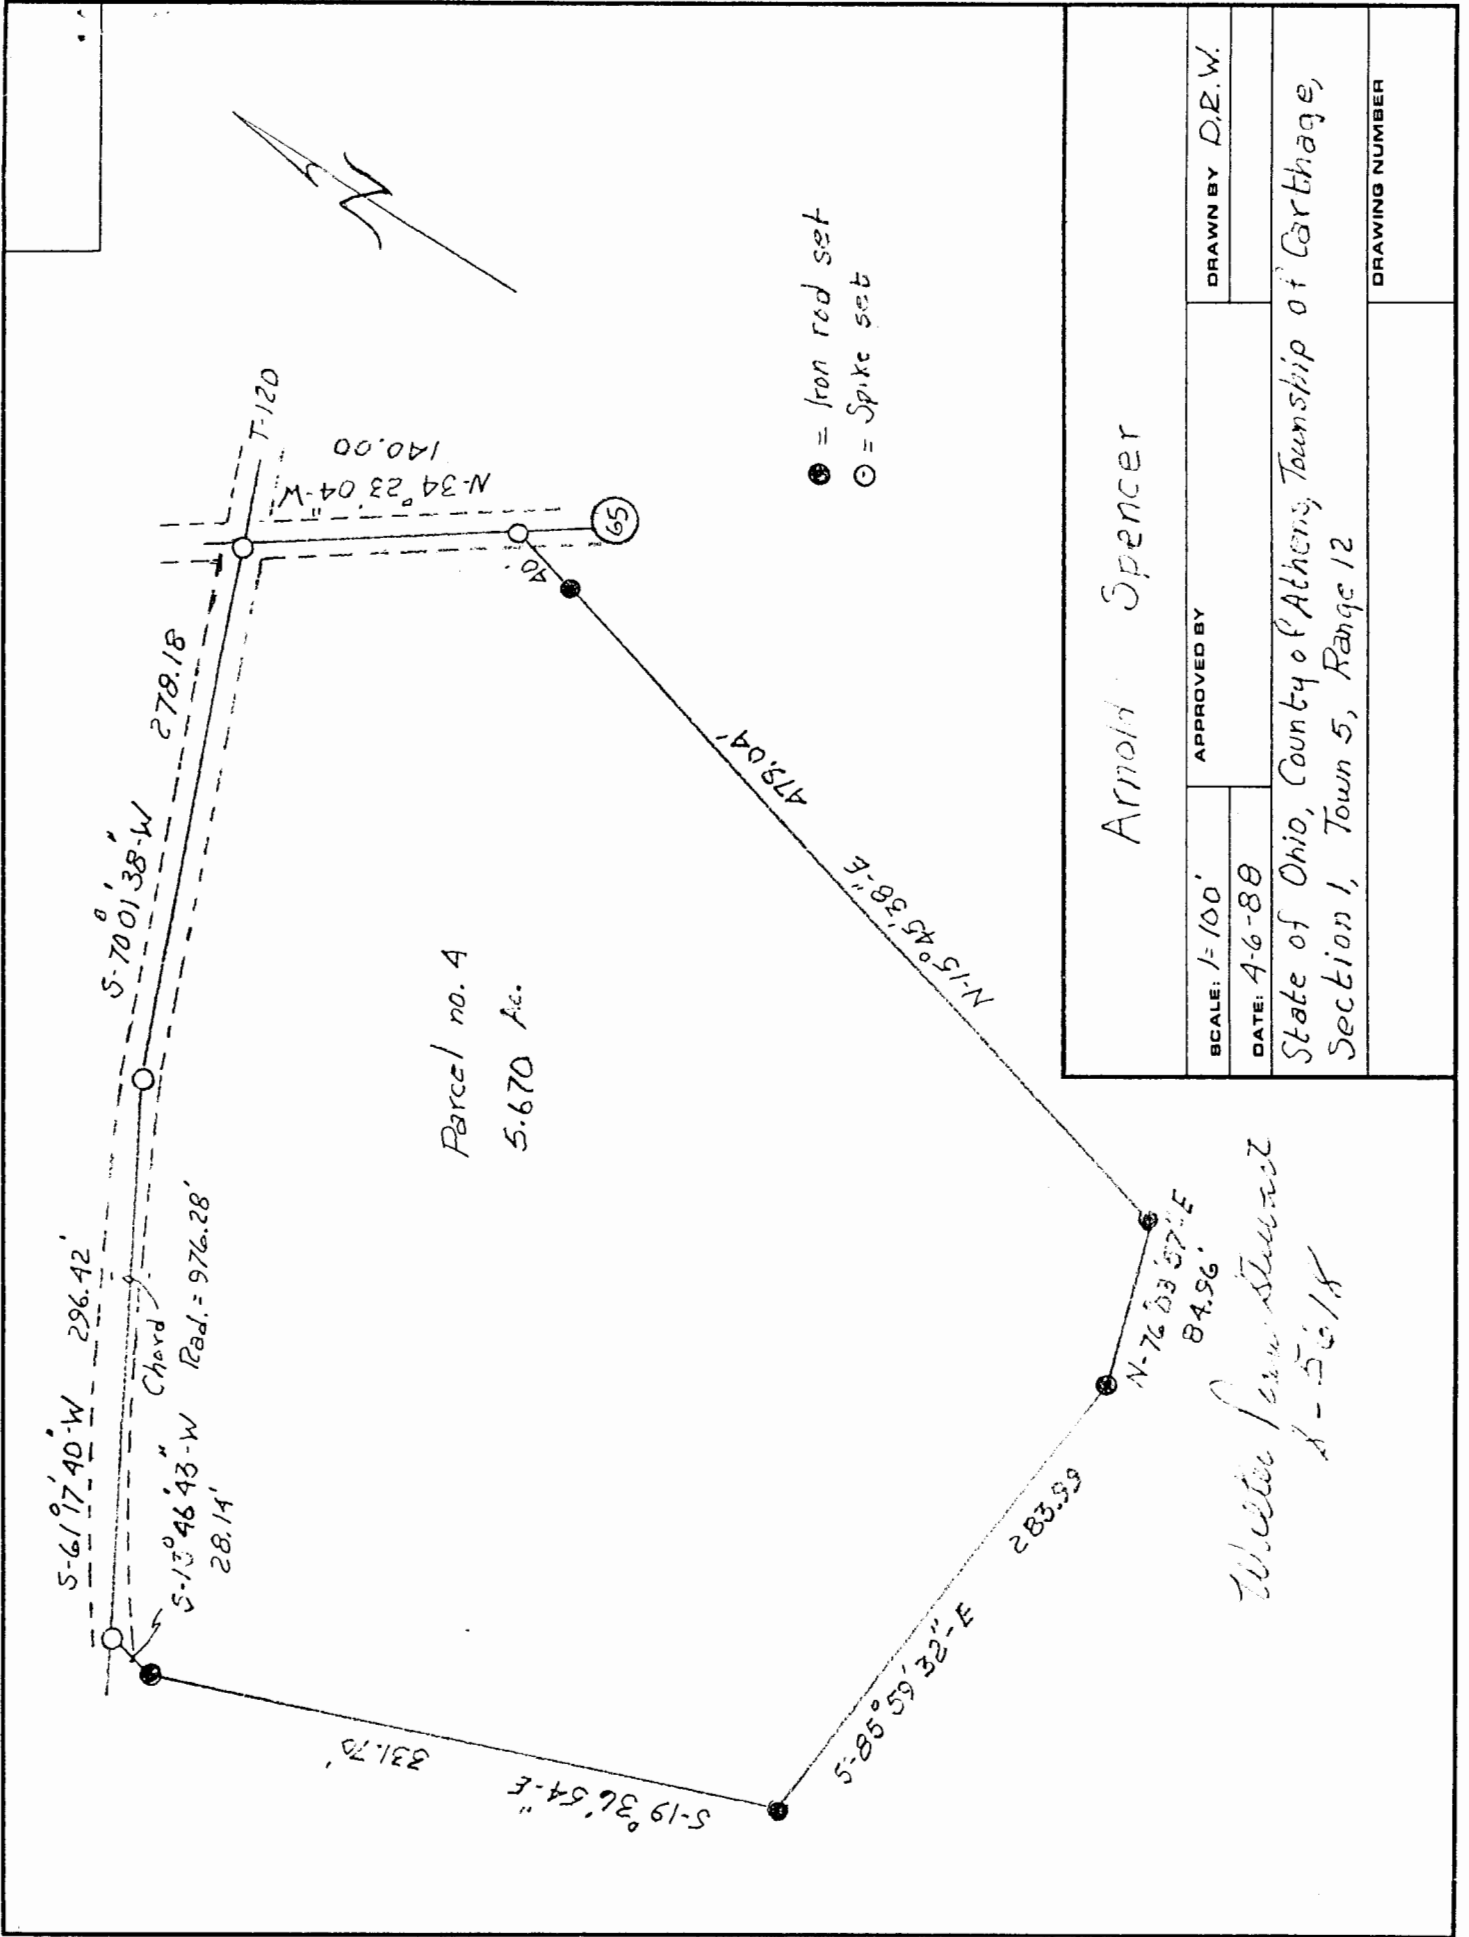 S-61°17'40"-W 296.42'
S-70°01'38"-W 278.18
T-120
Chord
Rad.= 976.28'
S-13°46'43"-W
28.14'
N-34°23'04"-W
140.00
65
40'
Parcel no. 4
5.670 Ac.
479.04'
N-15°45'38"-E
331.70'
S-19°36'54"-E
S-85°59'32"-E 283.99
N-76°03'57"E
84.96'
● = Iron rod set
○ = Spike set
Arnold Spencer
SCALE: 1=100'
APPROVED BY
DRAWN BY D.R.W.
DATE: 4-6-88
State of Ohio, County of Athens, Township of Carthage,
Section 1, Town 5, Range 12
DRAWING NUMBER